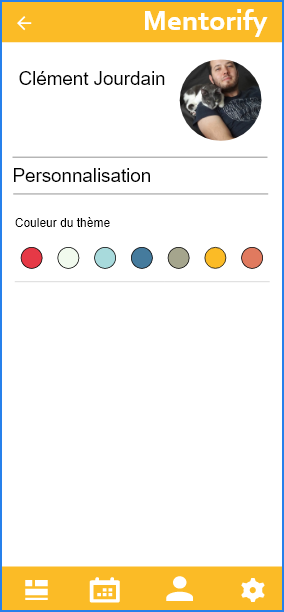 Mentorify
Clément Jourdain
Personnalisation
Couleur du thème